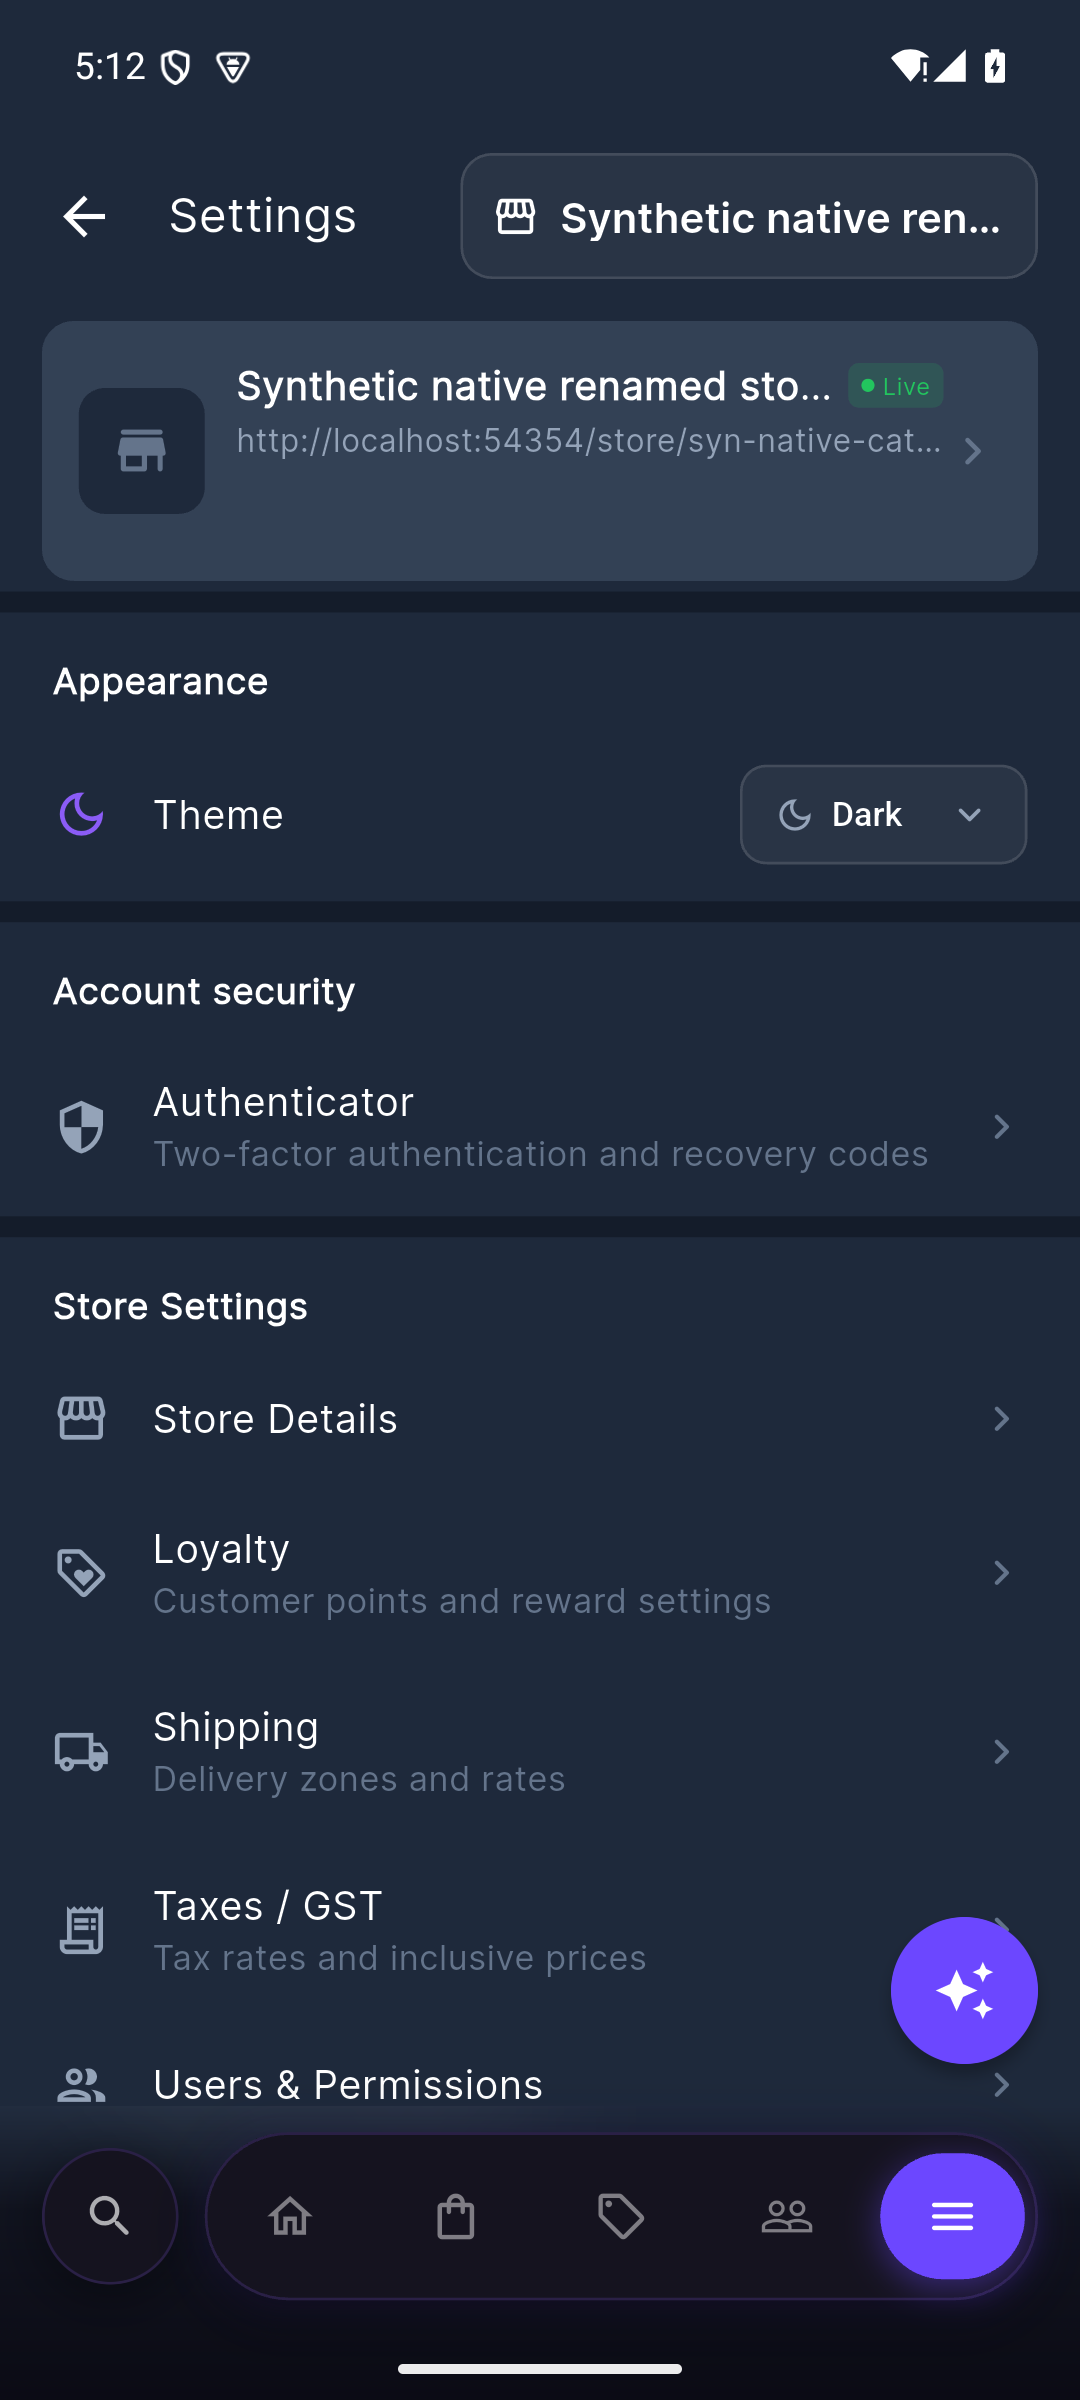 5:12
Settings
Synthetic native ren...
Synthetic native renamed sto...
Live
http://localhost:54354/store/syn-native-cat...
Appearance
Theme
Dark
Account security
Authenticator
Two-factor authentication and recovery codes
Store Settings
Store Details
Loyalty
Customer points and reward settings
Shipping
Delivery zones and rates
Taxes / GST
Tax rates and inclusive prices
Users & Permissions